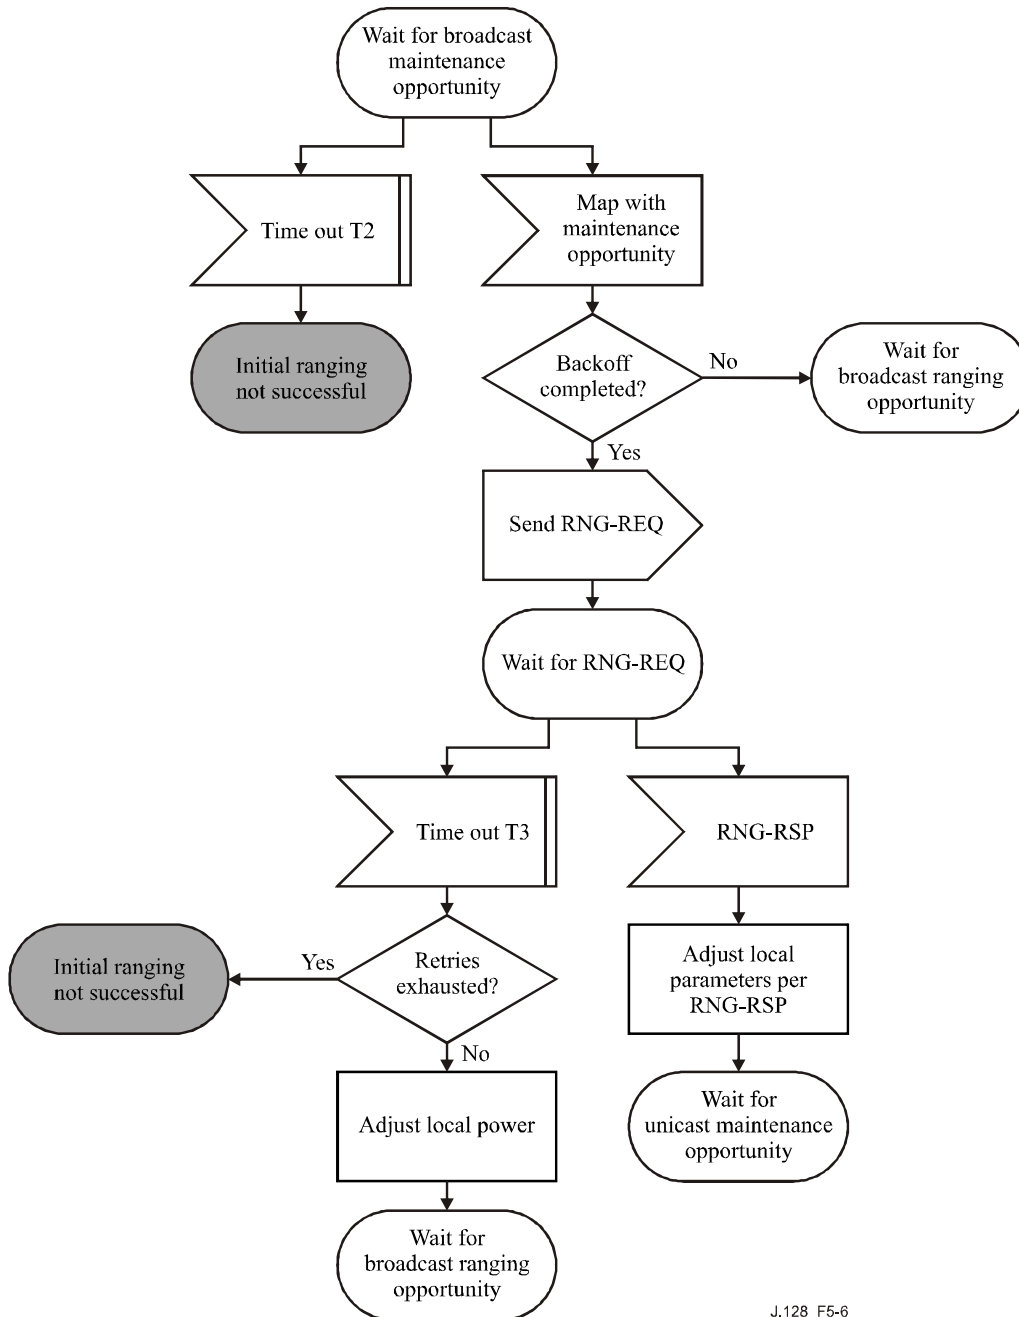 Wait for broadcast
maintenance
opportunity
Time out T2
Map with
maintenance
opportunity
Initial ranging
not successful
Backoff
completed?
No
Wait for
broadcast ranging
opportunity
Yes
Send RNG-REQ
Wait for RNG-REQ
Time out T3
RNG-RSP
Initial ranging
not successful
Yes
Retries
exhausted?
Adjust local
parameters per
RNG-RSP
No
Adjust local power
Wait for
unicast maintenance
opportunity
Wait for
broadcast ranging
opportunity
J.128_F5-6